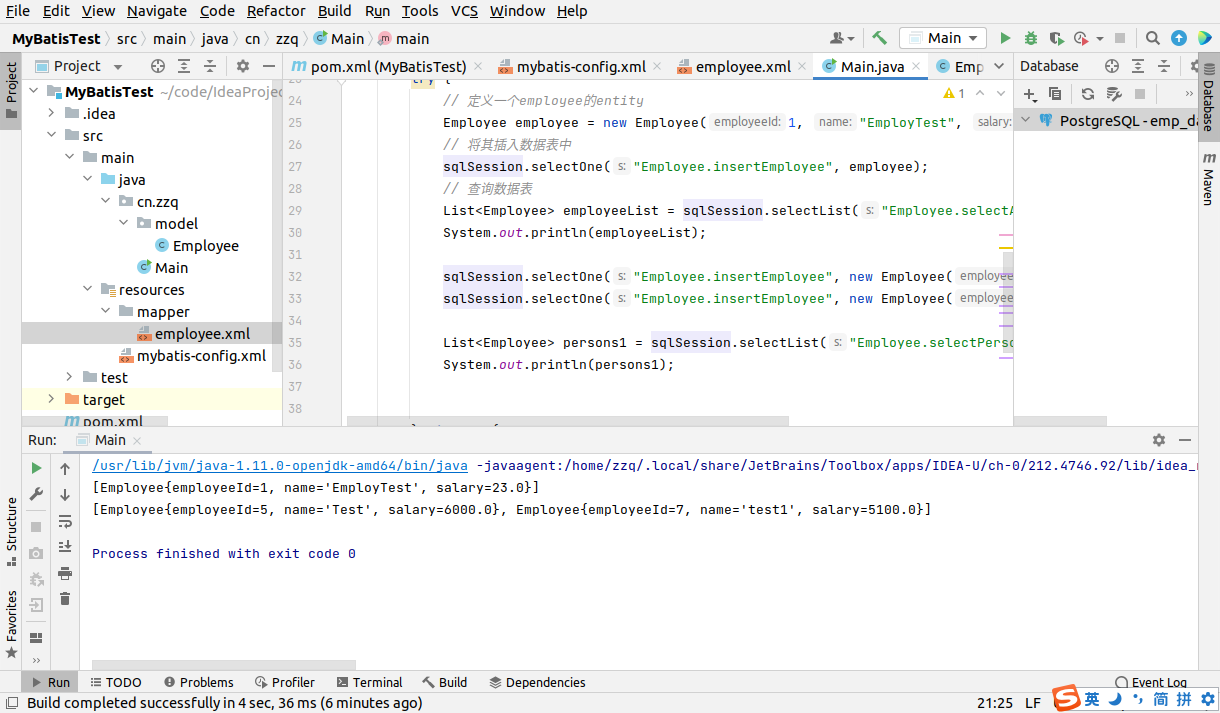 File Edit View Navigate Code Refactor Build Run Tools VCS Window Help
MyBatisTest src main java cn zzq Main main Main
Project Project pom.xml (MyBatisTest) mybatis-config.xml employee.xml Main.java Emp Database
MyBatisTest ~/code/IdeaProjec
.idea
src
main
java
cn.zzq
model
Employee
Main
resources
mapper
employee.xml
mybatis-config.xml
test
target
pom.xml
try {
24 // 定义一个employee的entity
25 Employee employee = new Employee( employeeId: 1, name: "EmployTest", salary:
26 // 将其插入数据表中
27 sqlSession.selectOne( s: "Employee.insertEmployee", employee);
28 // 查询数据表
29 List<Employee> employeeList = sqlSession.selectList( s: "Employee.selectA
30 System.out.println(employeeList);
31
32 sqlSession.selectOne( s: "Employee.insertEmployee", new Employee( employee
33 sqlSession.selectOne( s: "Employee.insertEmployee", new Employee( employee
34
35 List<Employee> persons1 = sqlSession.selectList( s: "Employee.selectPerso
36 System.out.println(persons1);
37
38
1
PostgreSQL - emp_da
Database
Maven
Run: Main
/usr/lib/jvm/java-1.11.0-openjdk-amd64/bin/java -javaagent:/home/zzq/.local/share/JetBrains/Toolbox/apps/IDEA-U/ch-0/212.4746.92/lib/idea_r
[Employee{employeeId=1, name='EmployTest', salary=23.0}]
[Employee{employeeId=5, name='Test', salary=6000.0}, Employee{employeeId=7, name='test1', salary=5100.0}]
Process finished with exit code 0
Structure
Favorites
Run TODO Problems Profiler Terminal Build Dependencies Event Log
Build completed successfully in 4 sec, 36 ms (6 minutes ago) 21:25 LF 英 简 拼